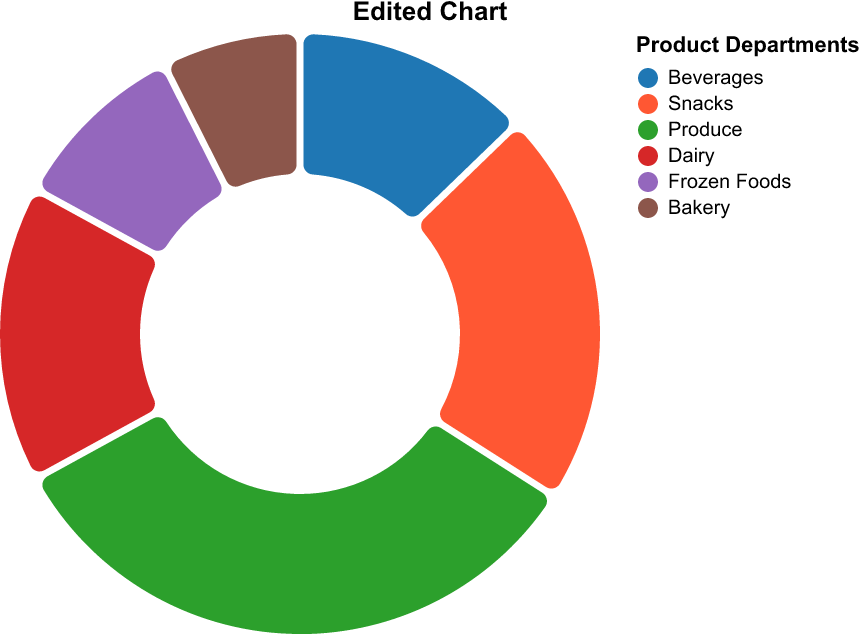 Edited Chart
Product Departments
Beverages
Snacks
Produce
Dairy
Frozen Foods
Bakery